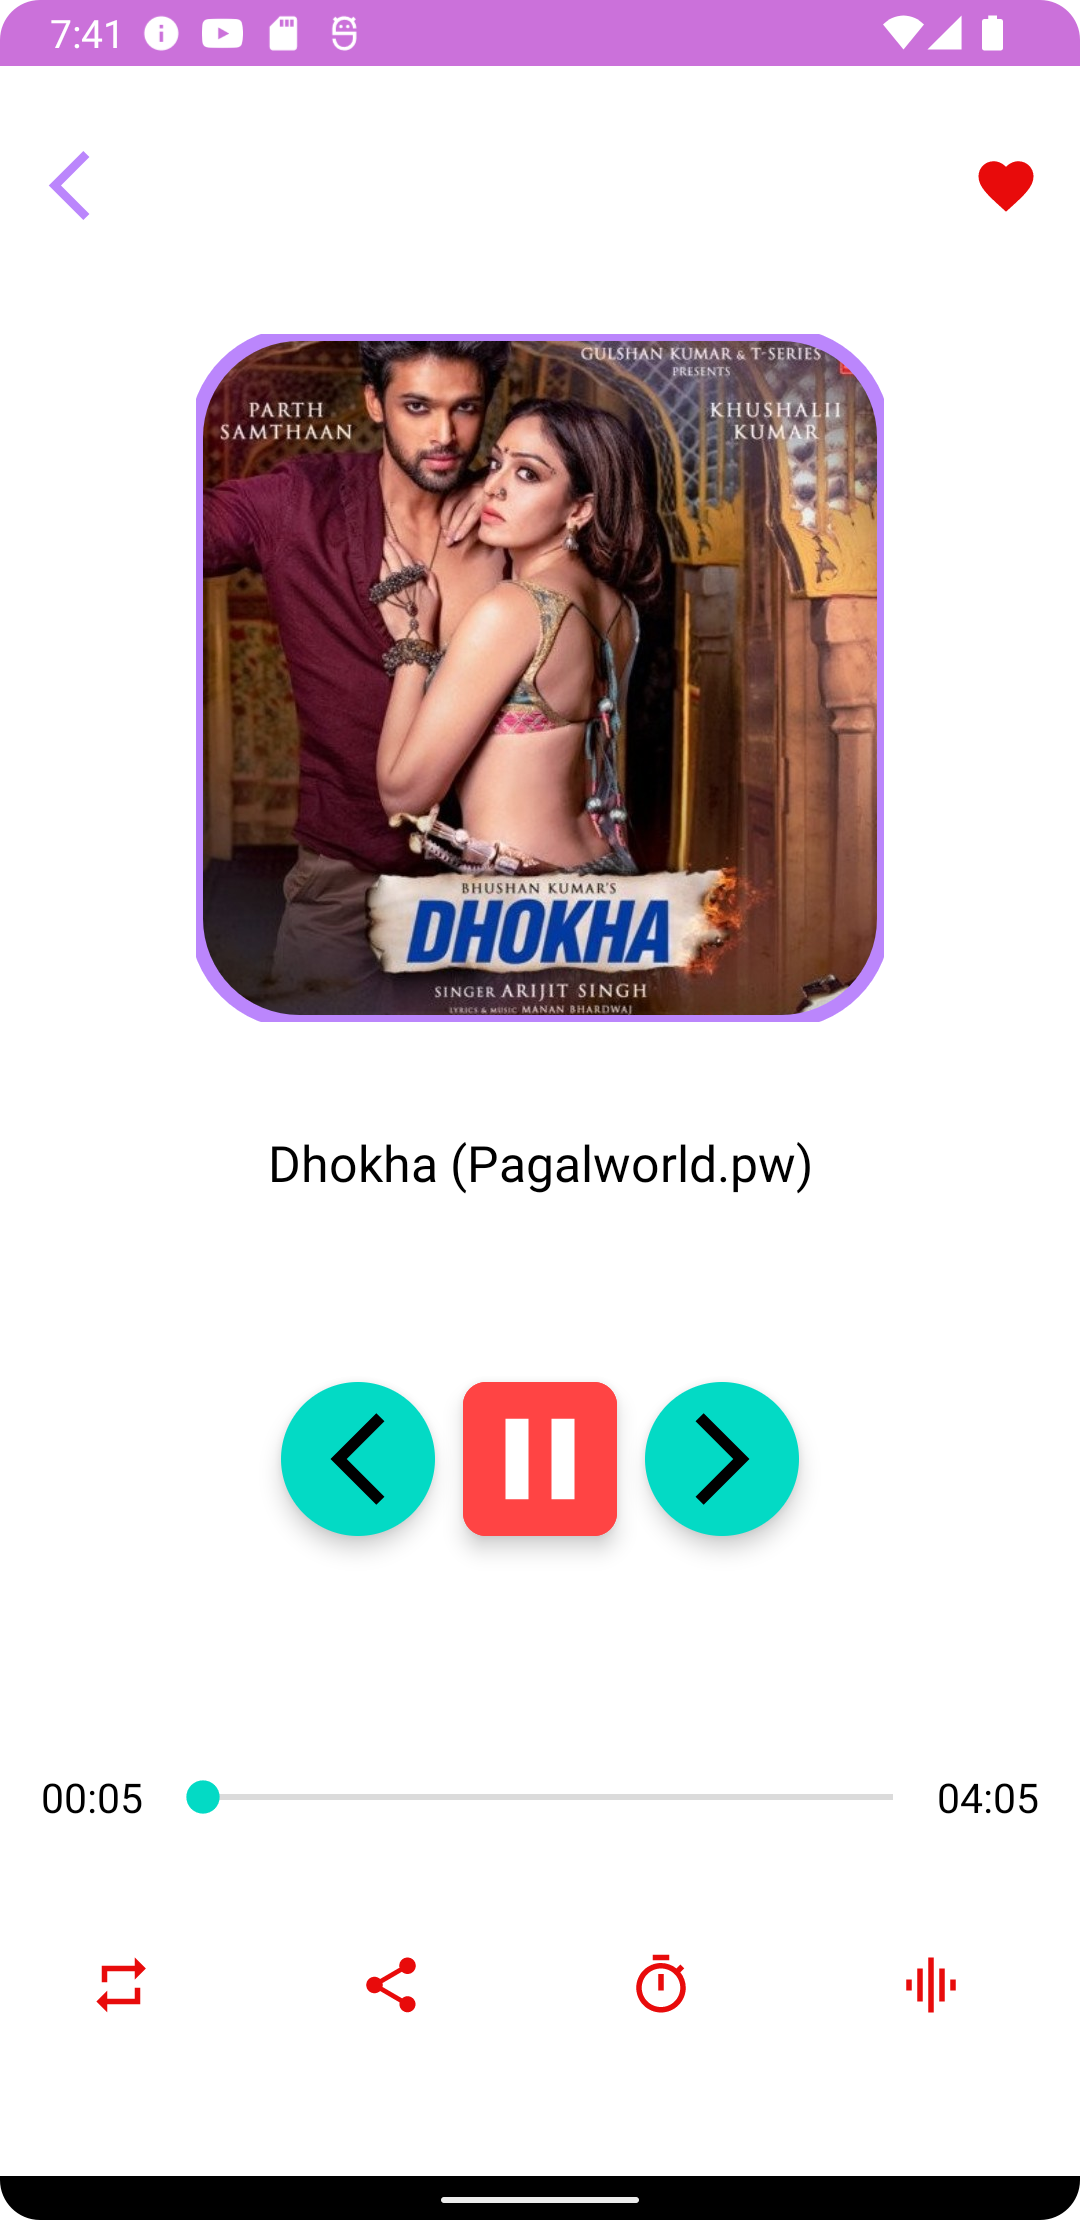 7:41
GULSHAN KUMAR & T-SERIES
PRESENTS
PARTH
SAMTHAAN
KHUSHALII
KUMAR
BHUSHAN KUMAR'S
DHOKHA
SINGER ARIJIT SINGH
LYRICS & MUSIC MANAN BHARDWAJ
Dhokha (Pagalworld.pw)
00:05
04:05